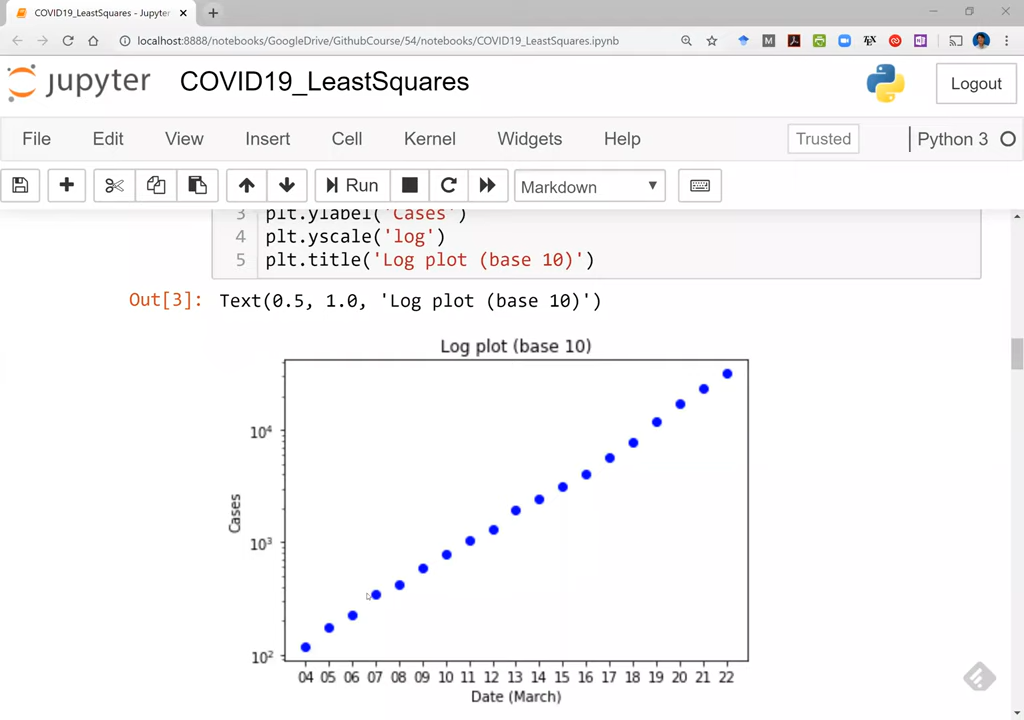 COVID19_LeastSquares - Jupyter
localhost:8888/notebooks/GoogleDrive/GithubCourse/54/notebooks/COVID19_LeastSquares.ipynb
jupyter COVID19_LeastSquares Logout
File Edit View Insert Cell Kernel Widgets Help Trusted Python 3
Run Markdown
3 plt.ylabel('Cases')
4 plt.yscale('log')
5 plt.title('Log plot (base 10)')
Out[3]: Text(0.5, 1.0, 'Log plot (base 10)')
Log plot (base 10)
10⁴
Cases
10³
10²
04 05 06 07 08 09 10 11 12 13 14 15 16 17 18 19 20 21 22
Date (March)